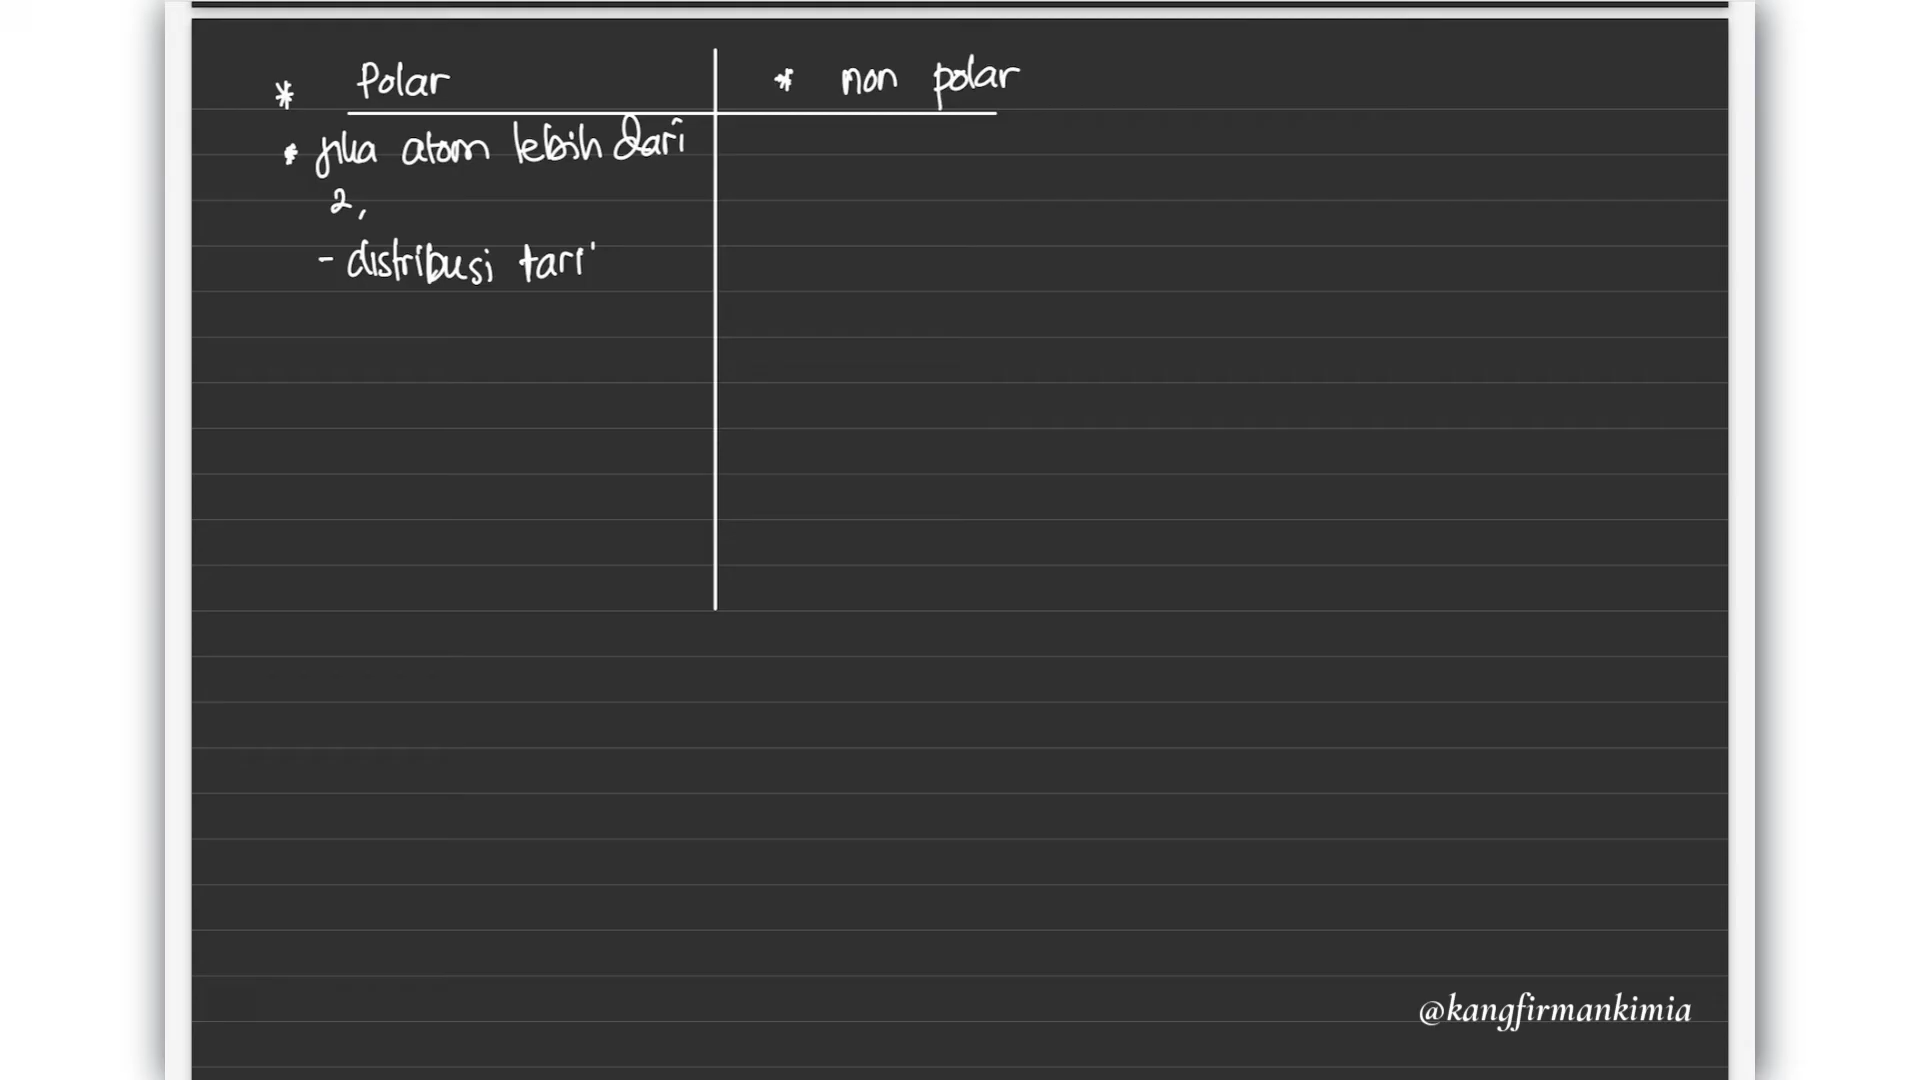 * Polar
* non polar
* jika atom lebih dari
2,
- distribusi tari
@kangfirmankimia